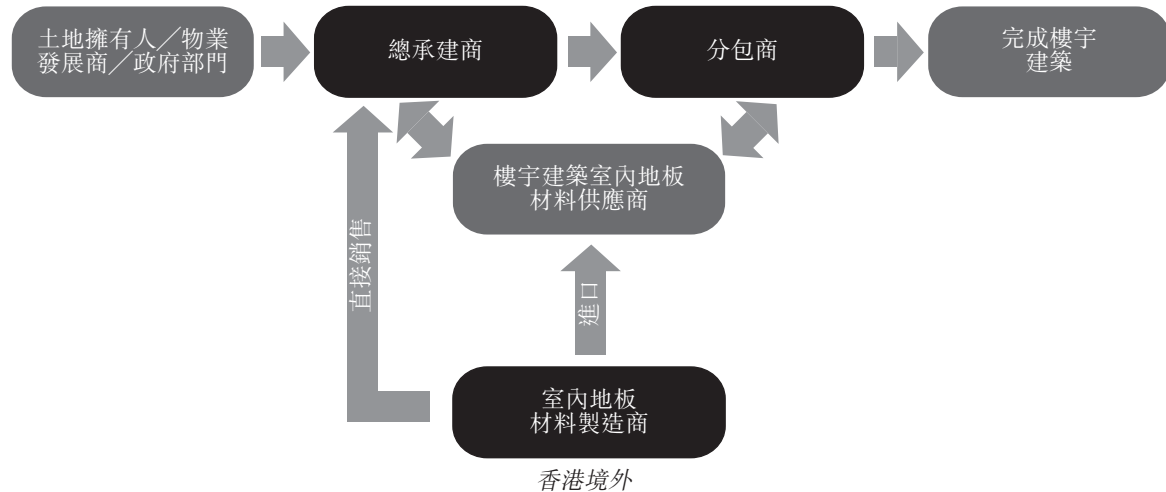 土地擁有人／物業
發展商／政府部門
總承建商
分包商
完成樓宇
建築
樓宇建築室內地板
材料供應商
直接銷售
進口
室內地板
材料製造商
香港境外